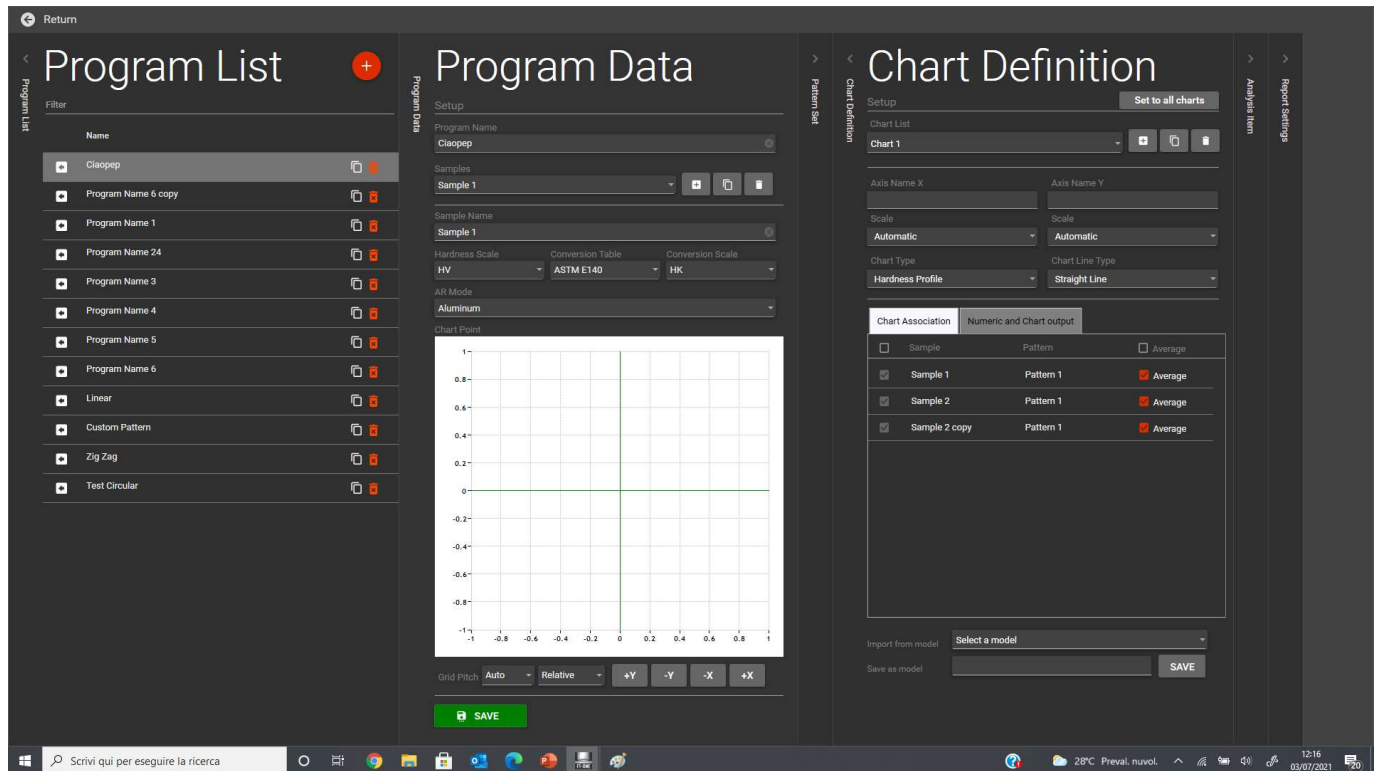 Return
Program List
Program List
+
Filter
Name
Ciaopep
Program Name 6 copy
Program Name 1
Program Name 24
Program Name 3
Program Name 4
Program Name 5
Program Name 6
Linear
Custom Pattern
Zig Zag
Test Circular
Program Data
Program Data
Setup
Program Name
Ciaopep
Samples
Sample 1
Sample Name
Sample 1
Hardness Scale Conversion Table Conversion Scale
HV ASTM E140 HK
AR Mode
Aluminum
Chart Point
1
0.8
0.6
0.4
0.2
0
-0.2
-0.4
-0.6
-0.8
-1
-1 -0.8 -0.6 -0.4 -0.2 0 0.2 0.4 0.6 0.8 1
Grid Pitch Auto Relative +Y -Y -X +X
SAVE
Pattern Set
Chart Definition
Chart Definition
Setup Set to all charts
Chart List
Chart 1
Axis Name X Axis Name Y
Scale Scale
Automatic Automatic
Chart Type Chart Line Type
Hardness Profile Straight Line
Chart Association Numeric and Chart output
Sample Pattern Average
Sample 1 Pattern 1 Average
Sample 2 Pattern 1 Average
Sample 2 copy Pattern 1 Average
Import from model Select a model
Save as model SAVE
Analysis Item
Report Settings
Scrivi qui per eseguire la ricerca
28°C Preval. nuvol.
12:16
03/07/2021
20